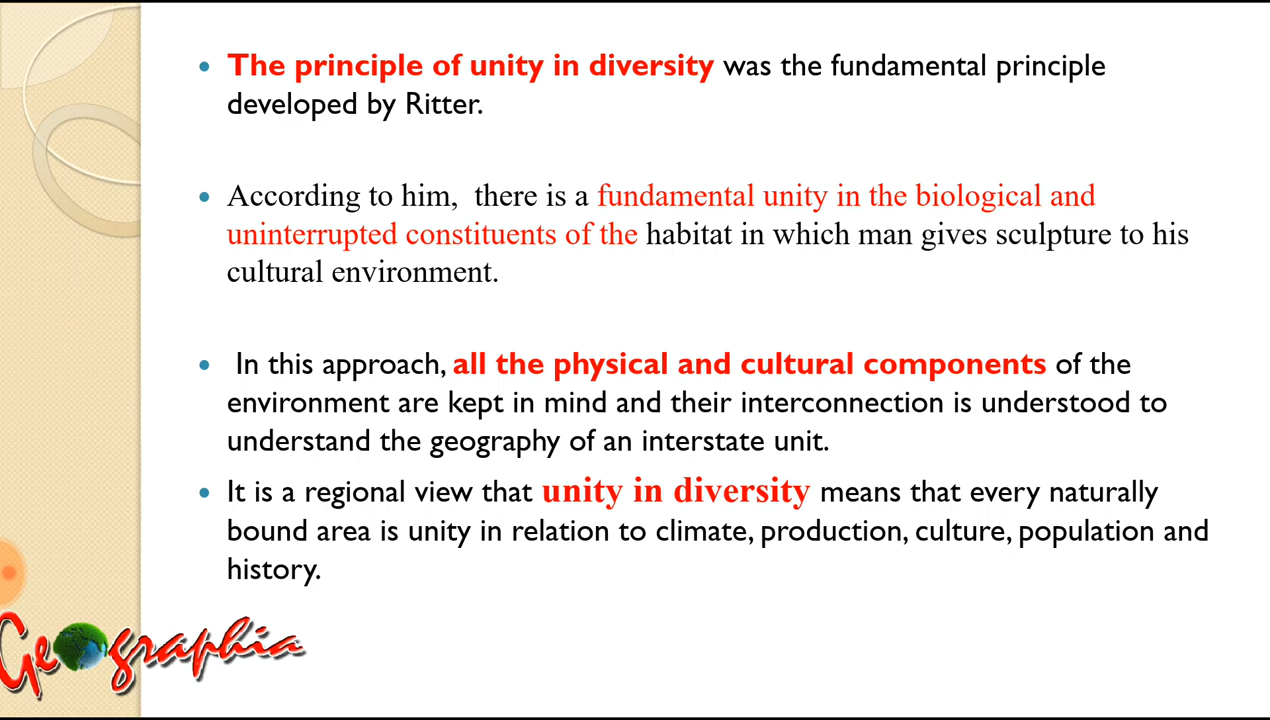 The principle of unity in diversity was the fundamental principle
developed by Ritter.
According to him, there is a fundamental unity in the biological and
uninterrupted constituents of the habitat in which man gives sculpture to his
cultural environment.
In this approach, all the physical and cultural components of the
environment are kept in mind and their interconnection is understood to
understand the geography of an interstate unit.
It is a regional view that unity in diversity means that every naturally
bound area is unity in relation to climate, production, culture, population and
history.
Geographia